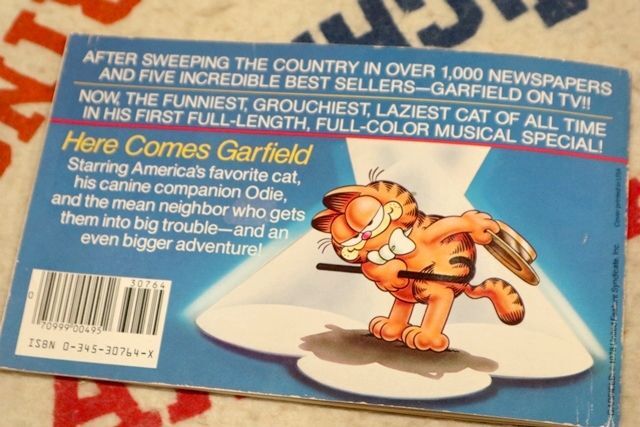 AFTER SWEEPING THE COUNTRY IN OVER 1,000 NEWSPAPERS
AND FIVE INCREDIBLE BEST SELLERS—GARFIELD ON TV!!
NOW, THE FUNNIEST, GROUCHIEST, LAZIEST CAT OF ALL TIME
IN HIS FIRST FULL-LENGTH, FULL-COLOR MUSICAL SPECIAL!
Here Comes Garfield
Starring America's favorite cat,
his canine companion Odie,
and the mean neighbor who gets
them into big trouble—and an
even bigger adventure!
30764
0
70999 00495
ISBN 0-345-30764-X